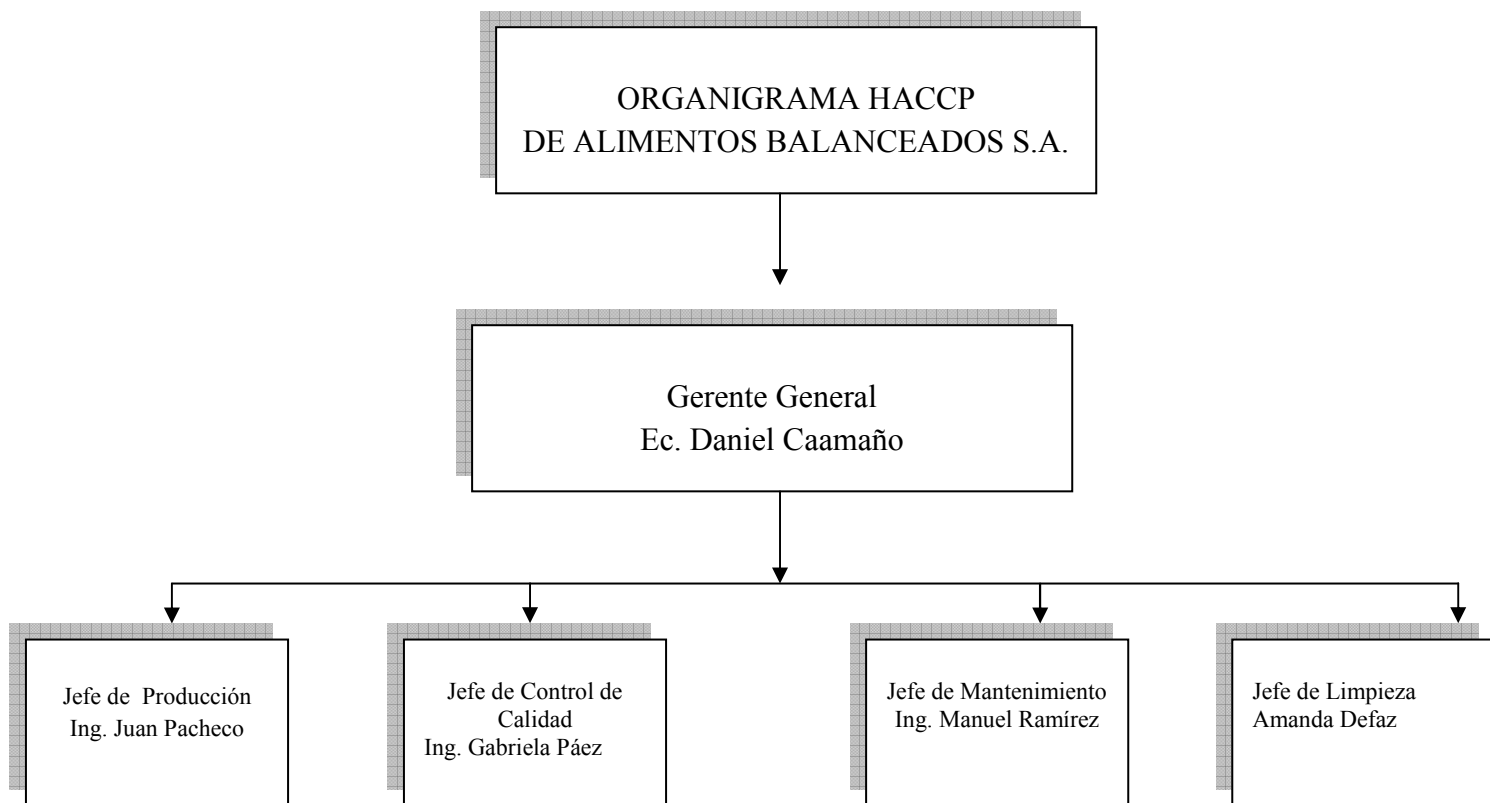 ORGANIGRAMA HACCP
DE ALIMENTOS BALANCEADOS S.A.
Gerente General
Ec. Daniel Caamaño
Jefe de Producción
Ing. Juan Pacheco
Jefe de Control de
Calidad
Ing. Gabriela Páez
Jefe de Mantenimiento
Ing. Manuel Ramírez
Jefe de Limpieza
Amanda Defaz